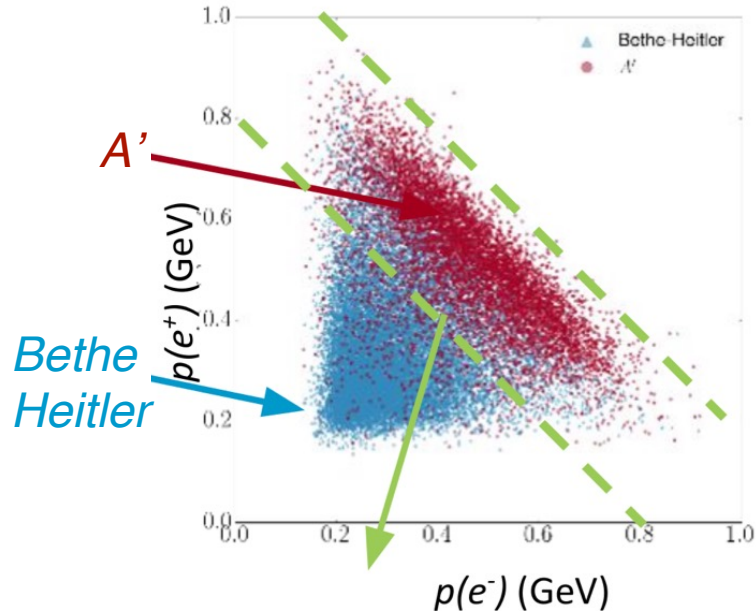 1.0
Bethe-Heitler
A'
0.8
A'
0.6
p(e+) (GeV)
0.4
Bethe
Heitler
0.2
0.0
0.0 0.2 0.4 0.6 0.8 1.0
p(e-) (GeV)